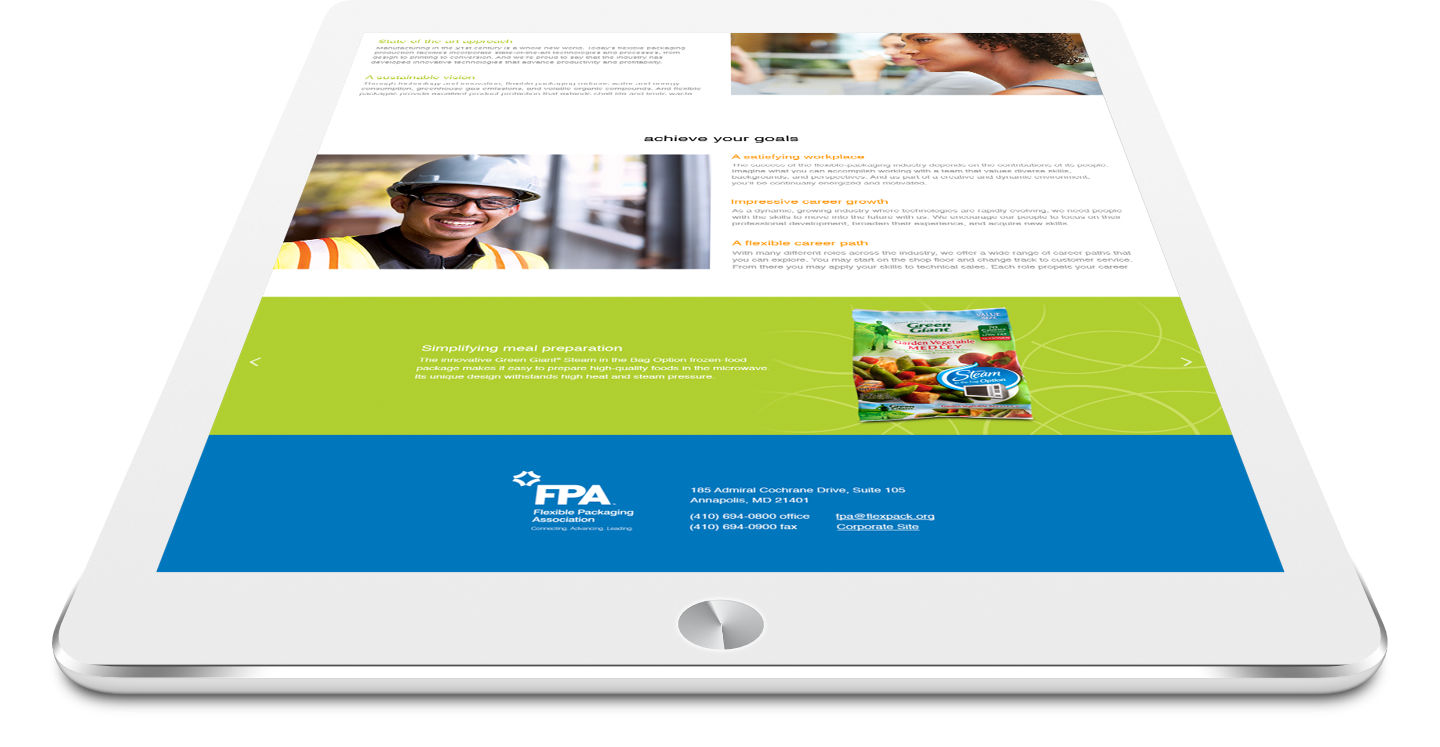 State of the art approach
Manufacturing in the 21st century is a whole new world. Today's flexible packaging
production facilities incorporate state-of-the-art technologies and processes, from
design to printing to conversion. And we're proud to say that the industry has
developed innovative technologies that advance productivity and profitability.
A sustainable vision
Through technology and innovation, flexible packaging reduces water and energy
consumption, greenhouse gas emissions, and volatile organic compounds. And flexible
packages provide excellent product protection that extends shelf life and limits waste
achieve your goals
A satisfying workplace
The success of the flexible-packaging industry depends on the contributions of its people.
Imagine what you can accomplish working with a team that values diverse skills,
backgrounds, and perspectives. And as part of a creative and dynamic environment,
you'll be continually energized and motivated.
Impressive career growth
As a dynamic, growing industry where technologies are rapidly evolving, we need people
with the skills to move into the future with us. We encourage our people to focus on their
professional development, broaden their experience, and acquire new skills.
A flexible career path
With many different roles across the industry, we offer a wide range of career paths that
you can explore. You may start on the shop floor and change track to customer service.
From there you may apply your skills to technical sales. Each role propels your career
<
Simplifying meal preparation
The innovative Green Giant® Steam in the Bag Option frozen-food
package makes it easy to prepare high-quality foods in the microwave.
Its unique design withstands high heat and steam pressure.
VALUE
SIZE
Green
Giant
Garden Vegetable
MEDLEY
Steam
Option
>
FPA
Flexible Packaging
Association
Connecting. Advancing. Leading.
185 Admiral Cochrane Drive, Suite 105
Annapolis, MD 21401
(410) 694-0800 office fpa@flexpack.org
(410) 694-0900 fax Corporate Site